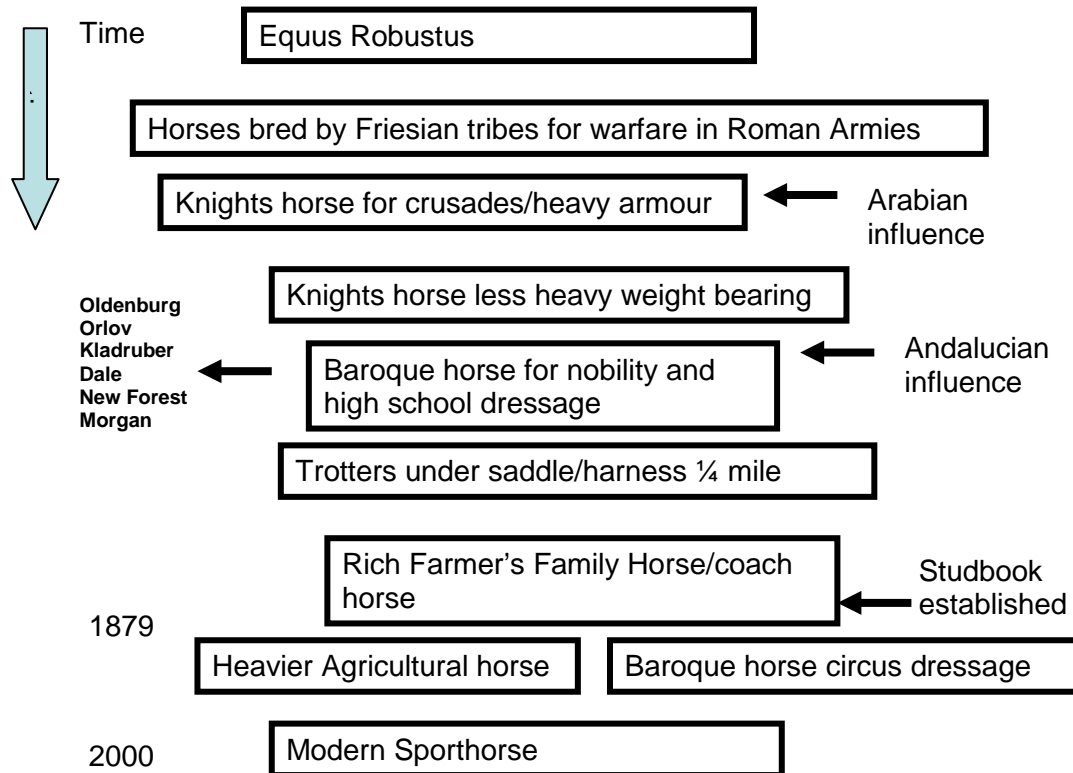 Time
Equus Robustus
Horses bred by Friesian tribes for warfare in Roman Armies
Knights horse for crusades/heavy armour
Arabian
influence
Knights horse less heavy weight bearing
Oldenburg
Orlov
Kladruber
Dale
New Forest
Morgan
Baroque horse for nobility and
high school dressage
Andalucian
influence
Trotters under saddle/harness ¼ mile
Rich Farmer’s Family Horse/coach
horse
Studbook
established
1879
Heavier Agricultural horse
Baroque horse circus dressage
2000
Modern Sporthorse